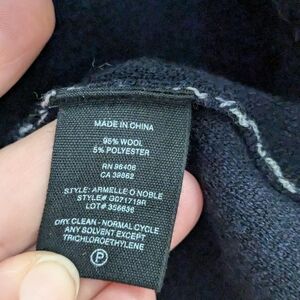 MADE IN CHINA
95% WOOL
5% POLYESTER
RN 96406
CA 39862
STYLE: ARMELLE O NOBLE
STYLE# G071719R
LOT# 356636
DRY CLEAN - NORMAL CYCLE
ANY SOLVENT EXCEPT
TRICHLOROETHYLENE
P